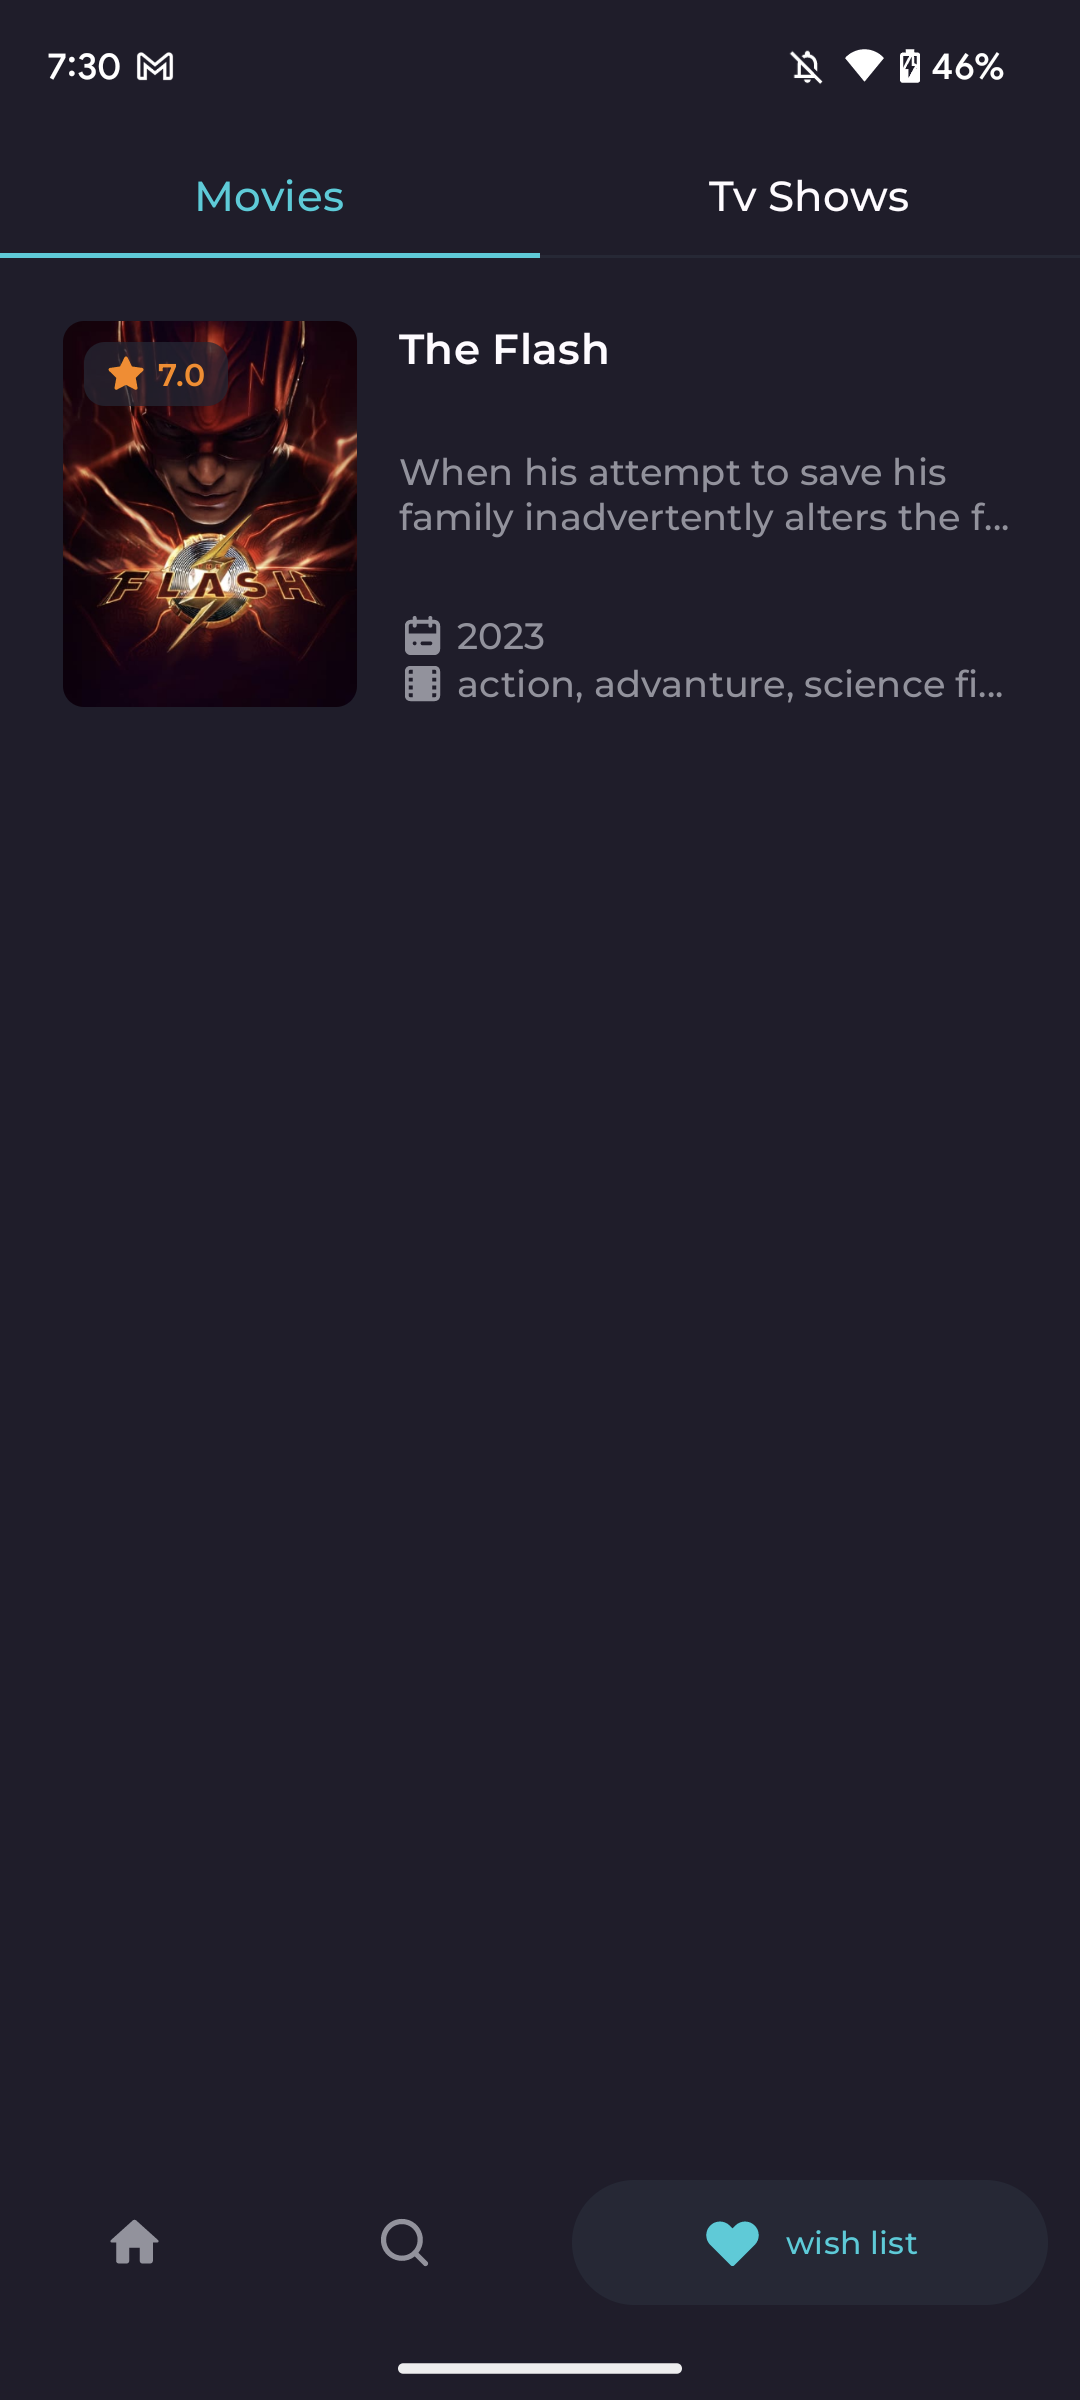 7:30
46%
Movies
Tv Shows
7.0
FLASH
The Flash
When his attempt to save his
family inadvertently alters the f...
2023
action, advanture, science fi...
wish list